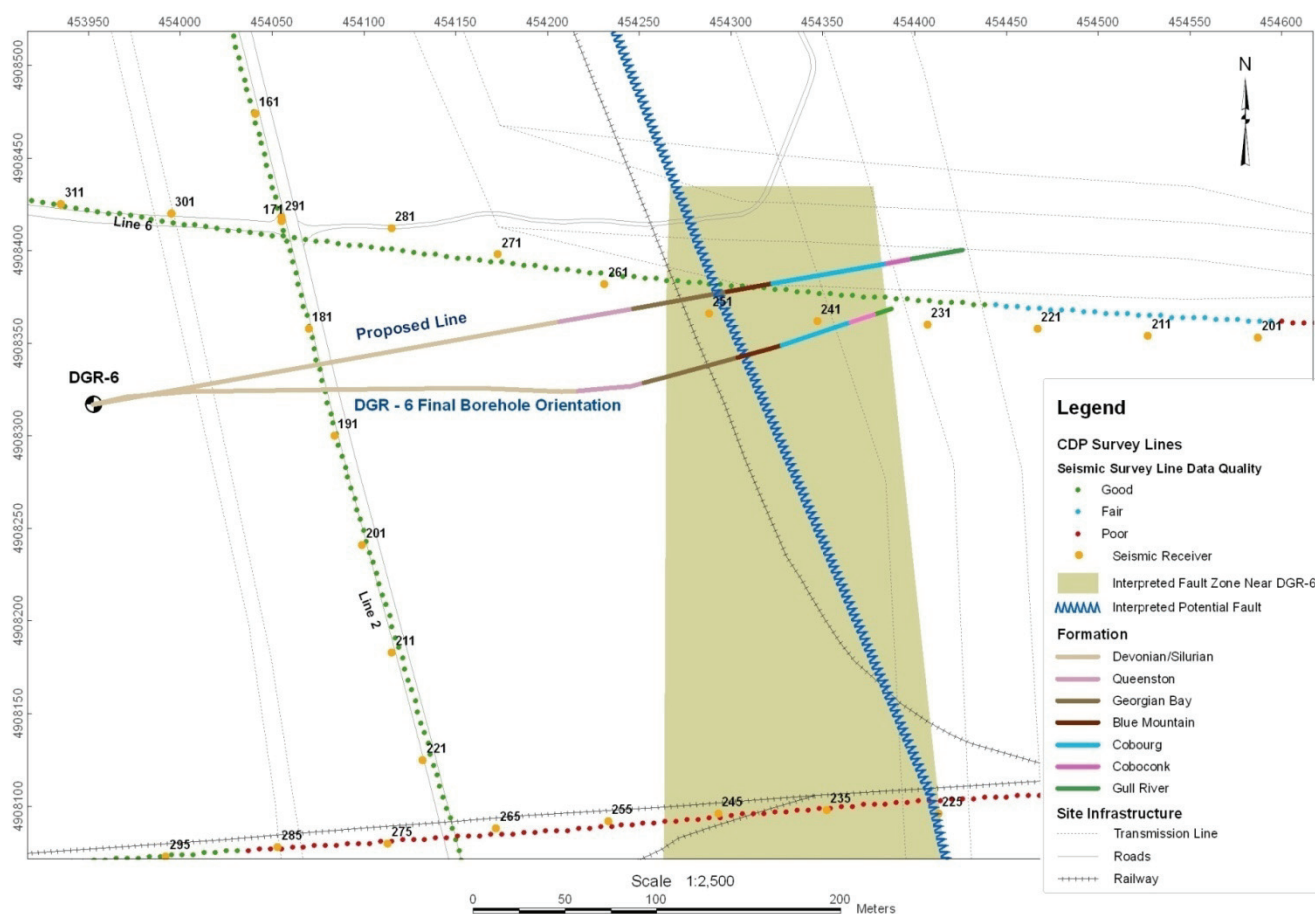 453950 454000 454050 454100 454150 454200 454250 454300 454350 454400 454450 454500 454550 454600
4908500
4908450
4908400
4908350
4908300
4908250
4908200
4908150
4908100
N
161
311
301
171
291
281
Line 6
271
261
251
241
231
221
211
201
181
Proposed Line
DGR-6
DGR - 6 Final Borehole Orientation
191
201
Line 2
211
221
295
285
275
265
255
245
235
225
Legend
CDP Survey Lines
Seismic Survey Line Data Quality
Good
Fair
Poor
Seismic Receiver
Interpreted Fault Zone Near DGR-6
Interpreted Potential Fault
Formation
Devonian/Silurian
Queenston
Georgian Bay
Blue Mountain
Cobourg
Coboconk
Gull River
Site Infrastructure
Transmission Line
Roads
Railway
Scale 1:2,500
0 50 100 200
Meters